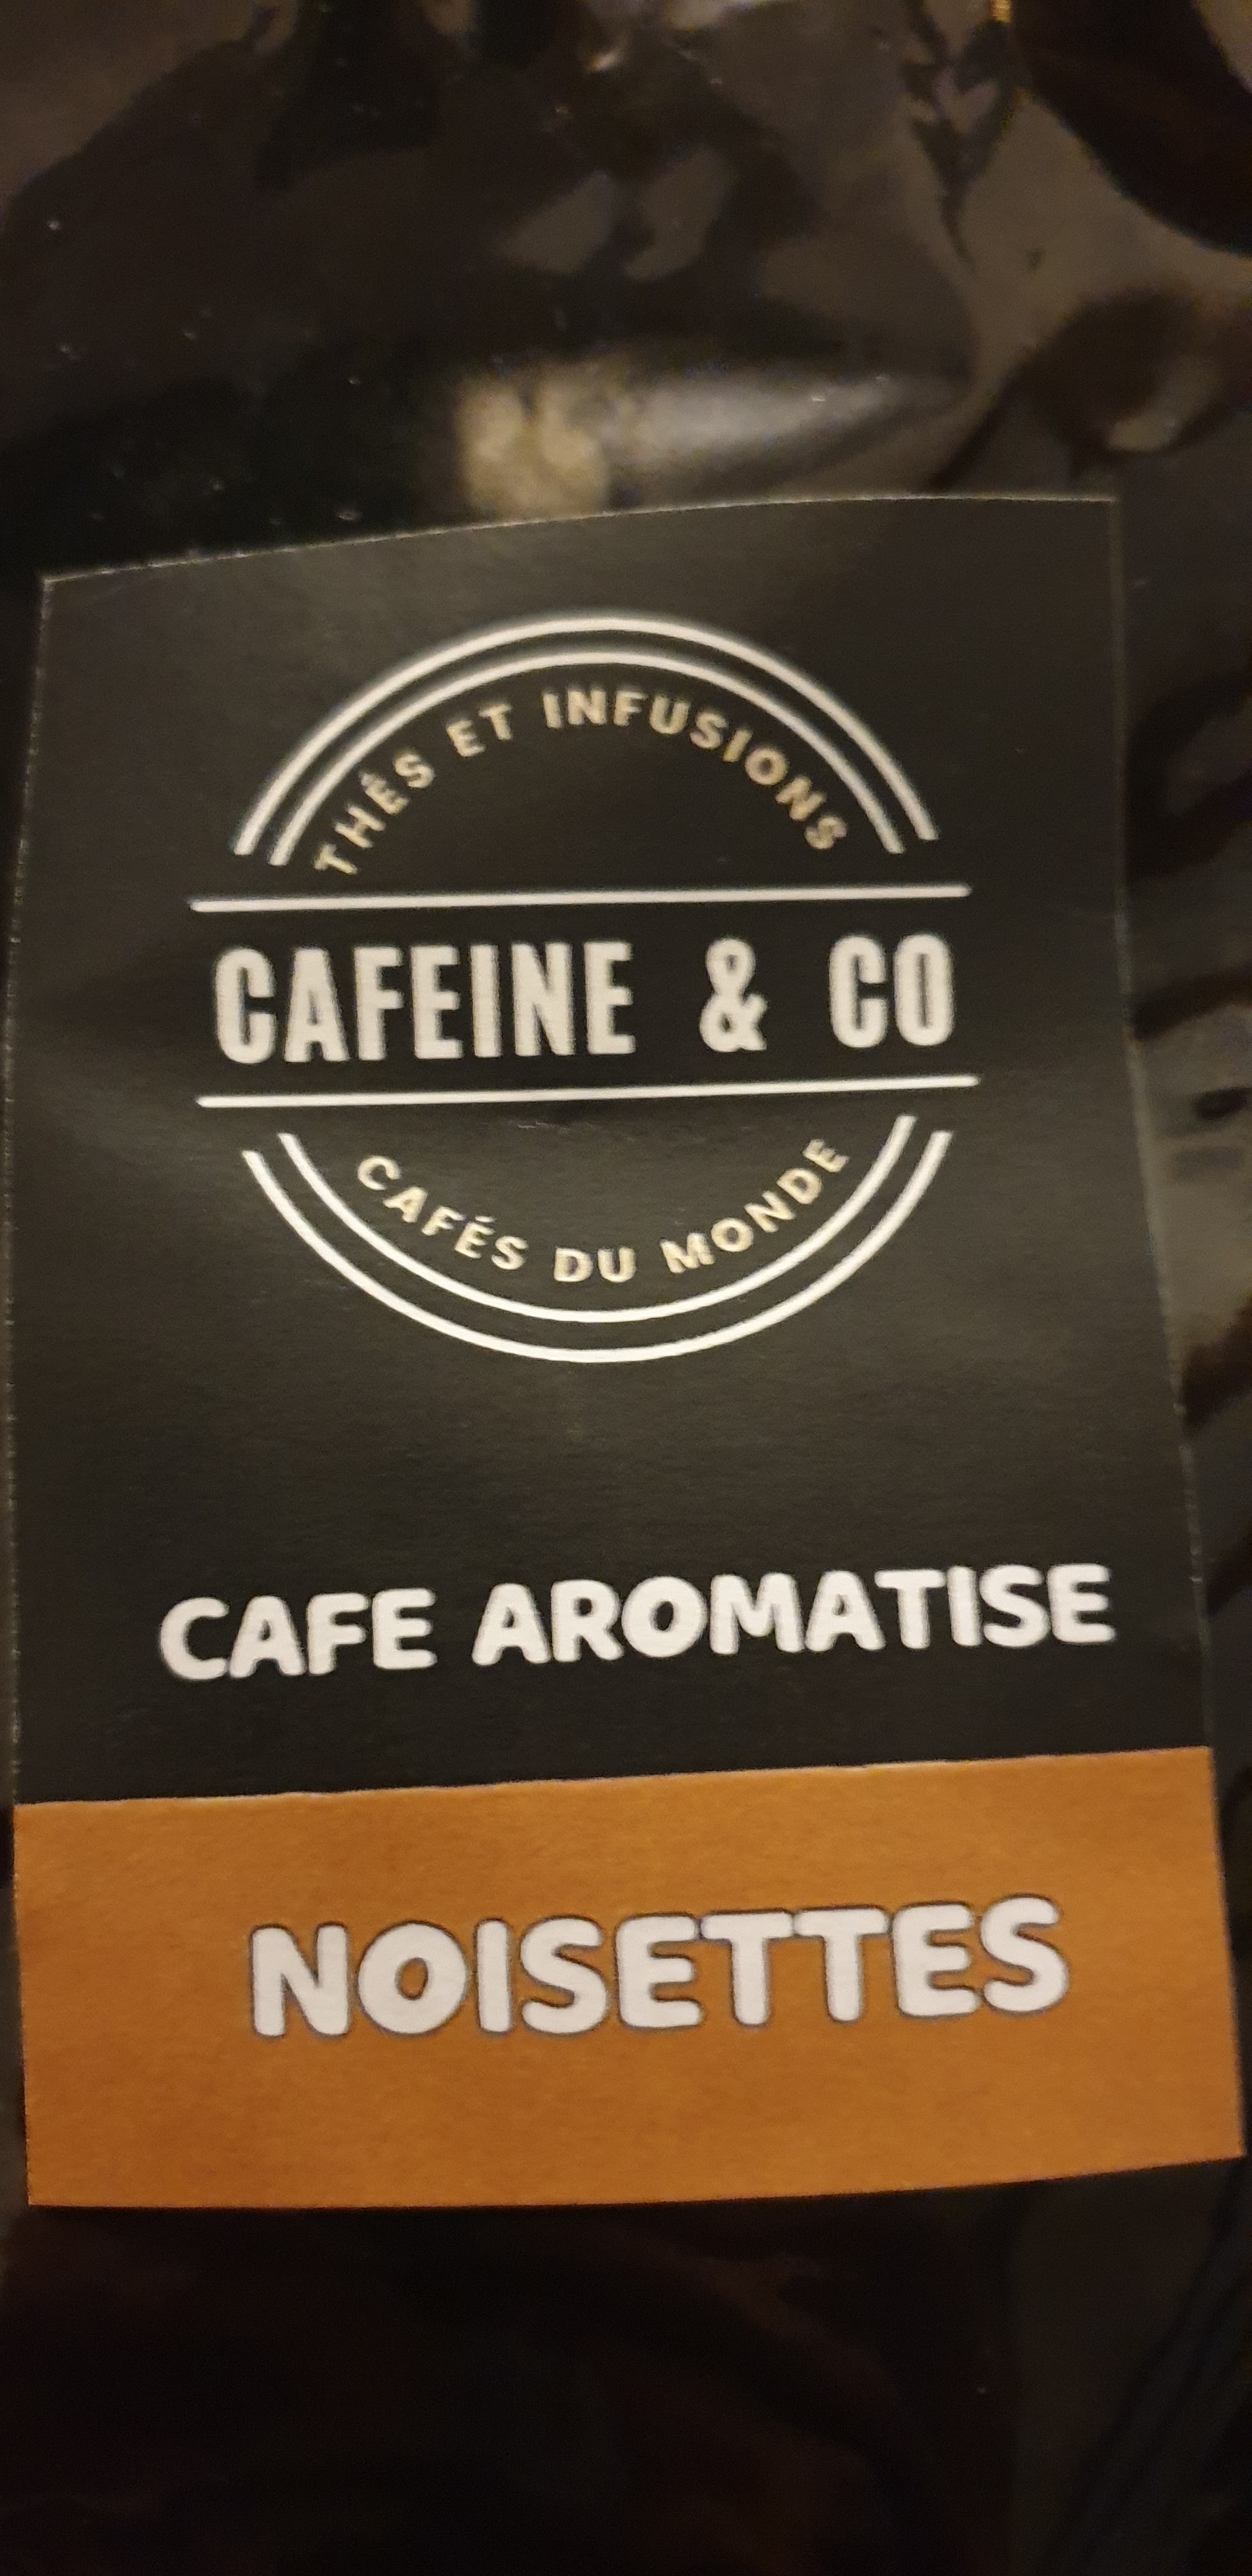 THÉS ET INFUSIONS
CAFEINE & CO
CAFÉS DU MONDE
CAFE AROMATISE
NOISETTES